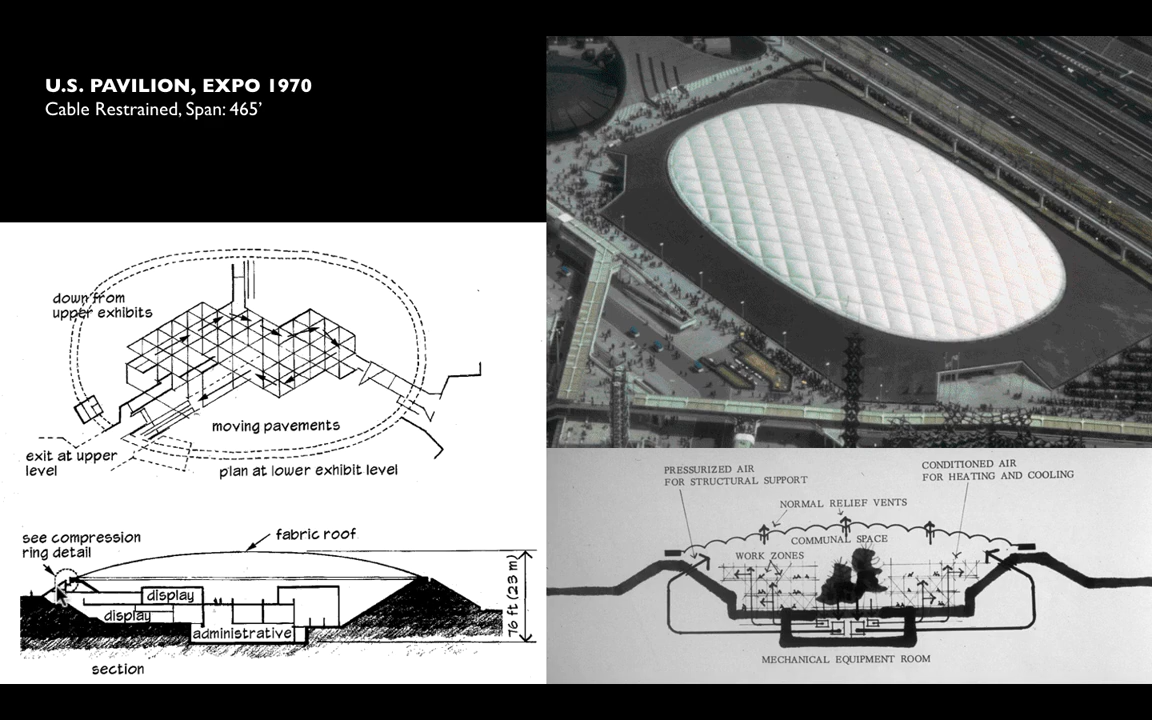 U.S. PAVILION, EXPO 1970
Cable Restrained, Span: 465’
down from
upper exhibits
moving pavements
exit at upper
level
plan at lower exhibit level
see compression
ring detail
fabric roof
display
display
administrative
76 ft (23 m)
section
PRESSURIZED AIR
FOR STRUCTURAL SUPPORT
CONDITIONED AIR
FOR HEATING AND COOLING
NORMAL RELIEF VENTS
COMMUNAL SPACE
WORK ZONES
MECHANICAL EQUIPMENT ROOM